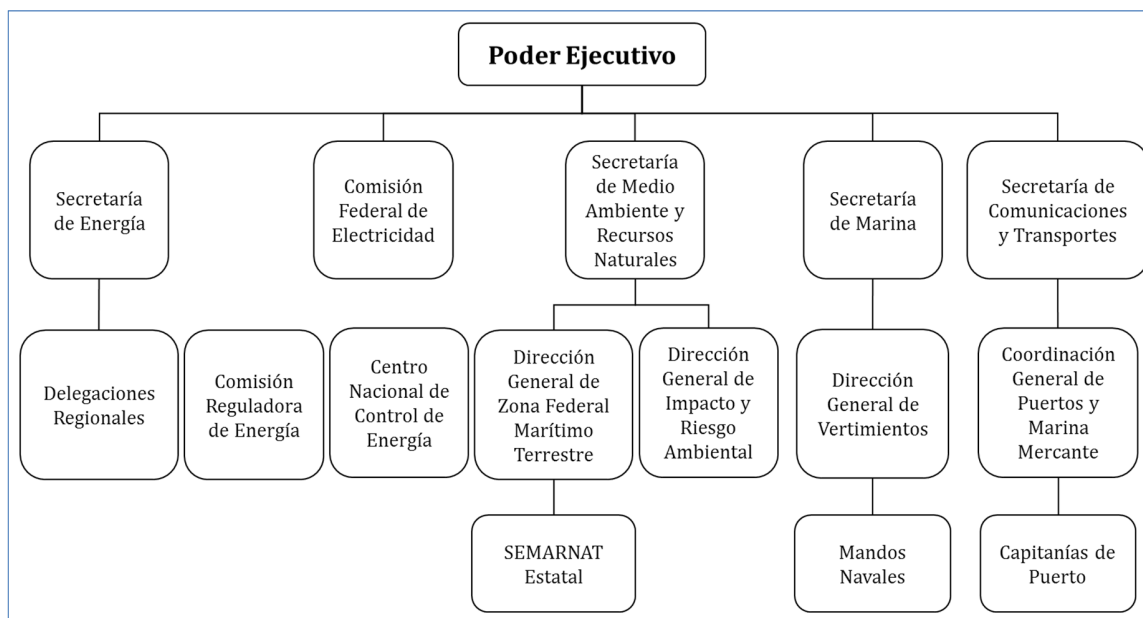 Poder Ejecutivo
Secretaría
de Energía
Comisión
Federal de
Electricidad
Secretaría
de Medio
Ambiente y
Recursos
Naturales
Secretaría
de Marina
Secretaría de
Comunicaciones
y Transportes
Delegaciones
Regionales
Comisión
Reguladora
de Energía
Centro
Nacional de
Control de
Energía
Dirección
General de
Zona Federal
Marítimo
Terrestre
Dirección
General de
Impacto y
Riesgo
Ambiental
Dirección
General de
Vertimientos
Coordinación
General de
Puertos y
Marina
Mercante
SEMARNAT
Estatal
Mandos
Navales
Capitanías de
Puerto